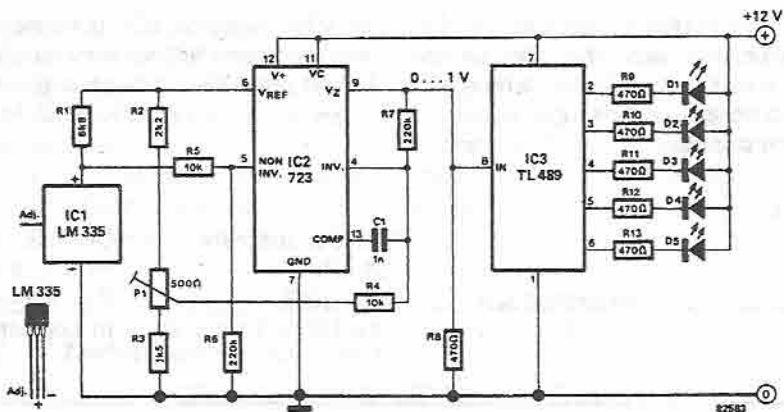 +12 V
12 11
V+ VC
7
6 VREF VZ 9
0...1 V
R1
6k8
R2
2k2
R7
220k
2 R9 470Ω D1
3 R10 470Ω D2
4 R11 470Ω D3
5 R12 470Ω D4
6 R13 470Ω D5
R5
10k
5 NON INV.
IC2
723
INV. 4
8 IN
IC3
TL 489
Adj.
+
IC1
LM 335
–
COMP 13
C1
1n
GND
7
1
LM 335
P1
500Ω
R4
10k
R3
1k5
R6
220k
R8
470Ω
Adj. + –
0
82583